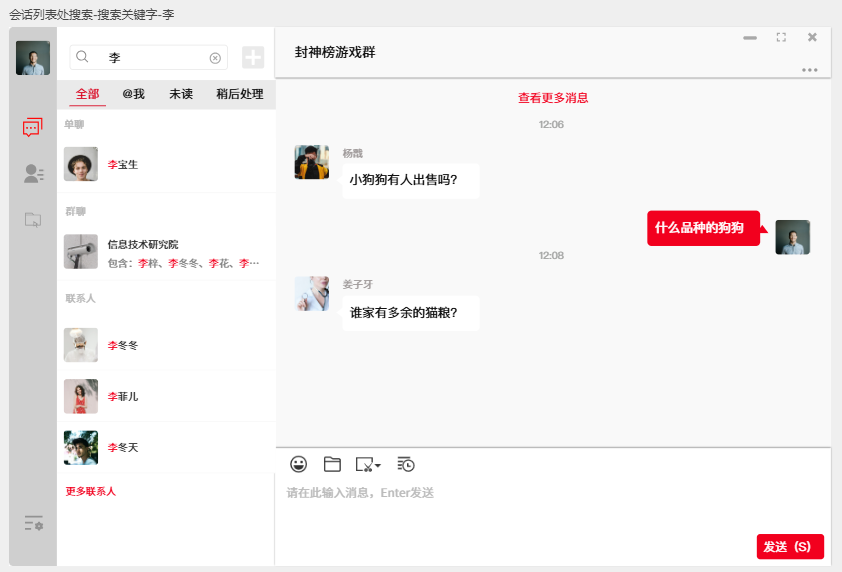 会话列表处搜索-搜索关键字-李
李
全部 @我 未读 稍后处理
单聊
李宝生
群聊
信息技术研究院
包含：李梓、李冬冬、李花、李…
联系人
李冬冬
李菲儿
李冬天
更多联系人
封神榜游戏群
查看更多消息
12:06
杨戬
小狗狗有人出售吗？
什么品种的狗狗
12:08
姜子牙
谁家有多余的猫粮？
请在此输入消息，Enter发送
发送（S）